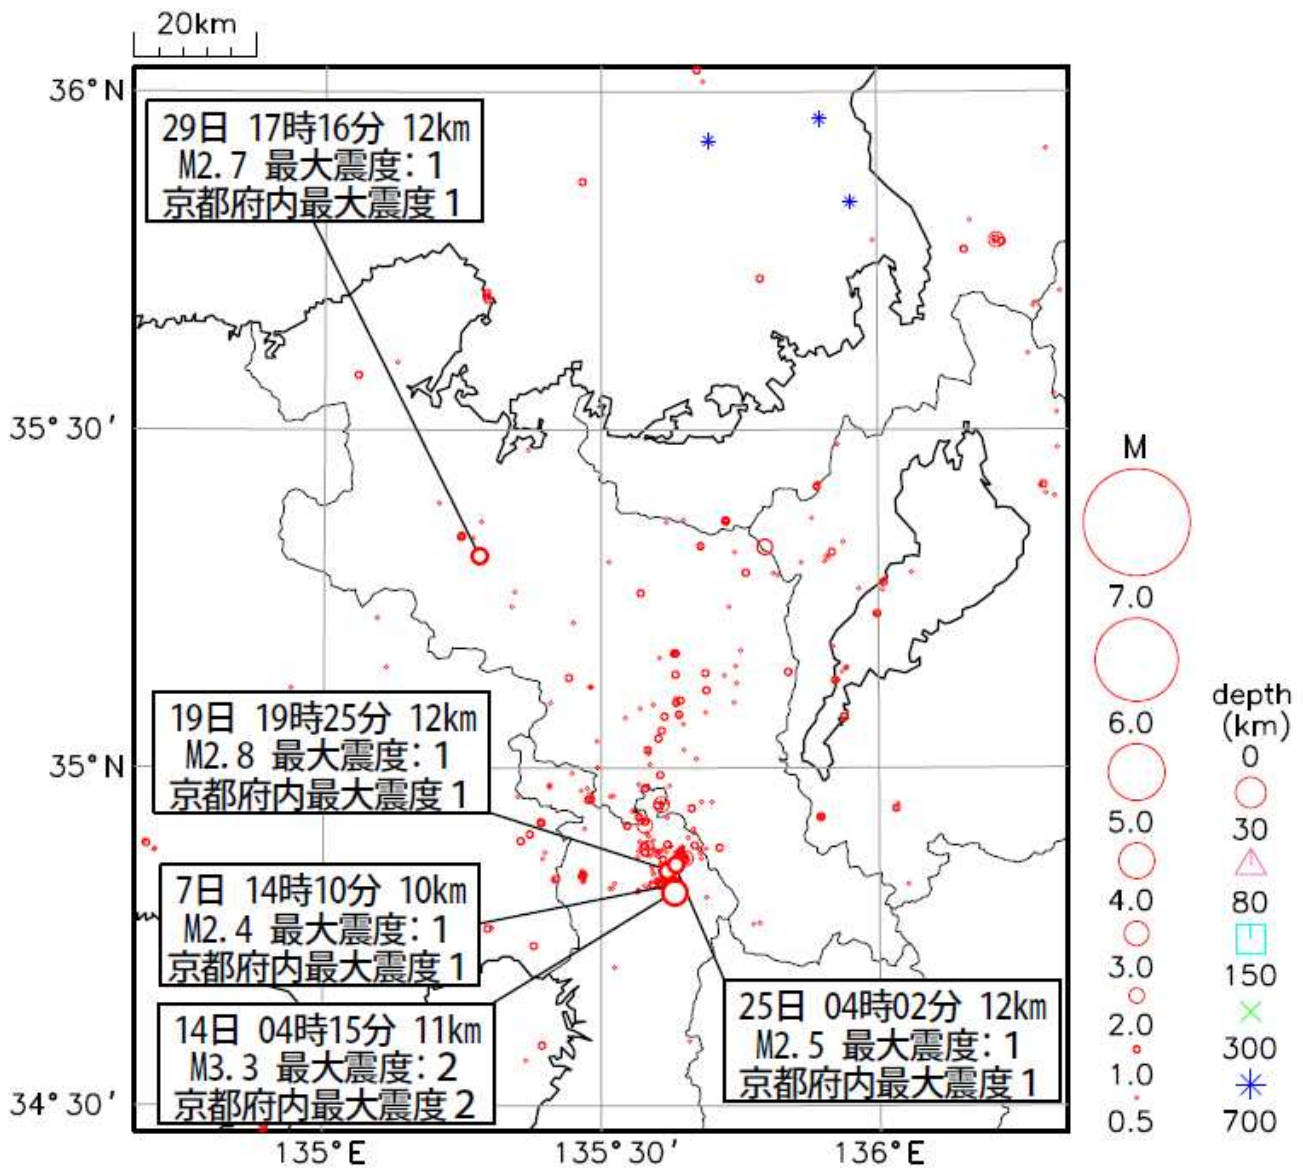 20km
36°N
29日 17時16分 12km
M2.7 最大震度:1
京都府内最大震度1
35°30′
19日 19時25分 12km
M2.8 最大震度:1
京都府内最大震度1
35°N
7日 14時10分 10km
M2.4 最大震度:1
京都府内最大震度1
14日 04時15分 11km
M3.3 最大震度:2
京都府内最大震度2
25日 04時02分 12km
M2.5 最大震度:1
京都府内最大震度1
34°30′
135°E
135°30′
136°E
M
7.0
6.0
5.0
4.0
3.0
2.0
1.0
0.5
depth
(km)
0
30
80
150
300
700